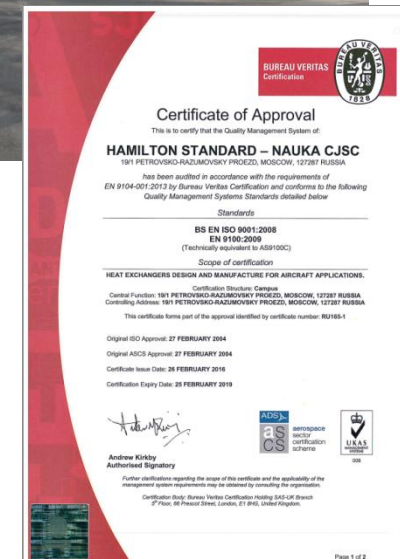 BUREAU VERITAS
Certification
BUREAU VERITAS
1828
Certificate of Approval
This is to certify that the Quality Management System of:
HAMILTON STANDARD – NAUKA CJSC
19/1 PETROVSKO-RAZUMOVSKY PROEZD, MOSCOW, 127287 RUSSIA
has been audited in accordance with the requirements of
EN 9104-001:2013 by Bureau Veritas Certification and conforms to the following
Quality Management Systems Standards detailed below
Standards
BS EN ISO 9001:2008
EN 9100:2009
(Technically equivalent to AS9100C)
Scope of certification
HEAT EXCHANGERS DESIGN AND MANUFACTURE FOR AIRCRAFT APPLICATIONS.
Certification Structure: Campus
Central Function: 19/1 PETROVSKO-RAZUMOVSKY PROEZD, MOSCOW, 127287 RUSSIA
Controlling Address: 19/1 PETROVSKO-RAZUMOVSKY PROEZD, MOSCOW, 127287 RUSSIA
This certificate forms part of the approval identified by certificate number: RU165-1
Original ISO Approval: 27 FEBRUARY 2004
Original ASCS Approval: 27 FEBRUARY 2004
Certificate Issue Date: 26 FEBRUARY 2016
Certification Expiry Date: 25 FEBRUARY 2019
Andrew Kirkby
Authorised Signatory
ADS
asCS
aerospace
sector
certification
scheme
UKAS
MANAGEMENT
SYSTEMS
008
Further clarifications regarding the scope of this certificate and the applicability of the
management system requirements may be obtained by consulting the organisation.
Certification Body: Bureau Veritas Certification Holding SAS-UK Branch
5th Floor, 66 Prescot Street, London, E1 8HG, United Kingdom.
Page 1 of 2